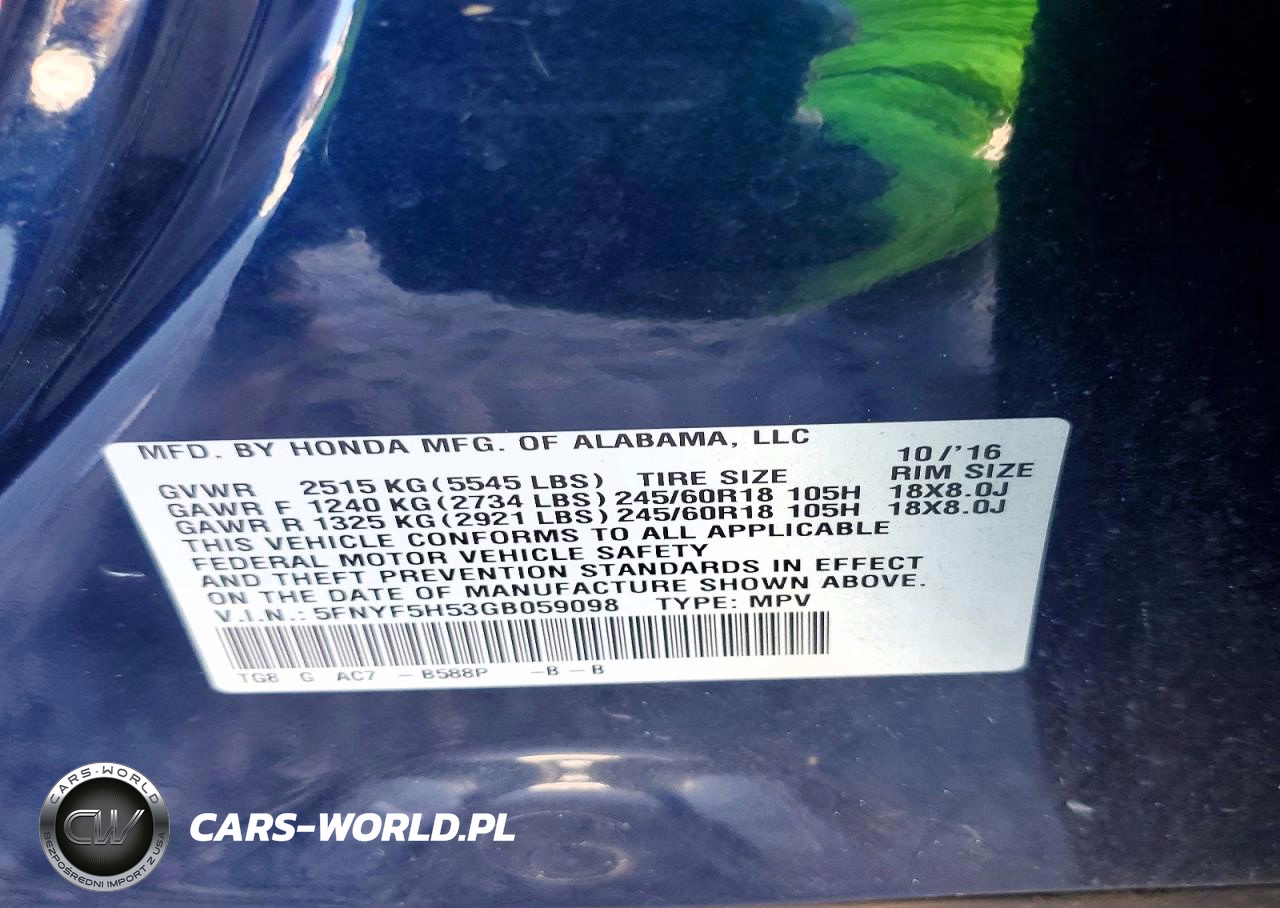 MFD. BY HONDA MFG. OF ALABAMA, LLC 10/'16
GVWR 2515 KG (5545 LBS) TIRE SIZE RIM SIZE
GAWR F 1240 KG (2734 LBS) 245/60R18 105H 18X8.0J
GAWR R 1325 KG (2921 LBS) 245/60R18 105H 18X8.0J
THIS VEHICLE CONFORMS TO ALL APPLICABLE
FEDERAL MOTOR VEHICLE SAFETY
AND THEFT PREVENTION STANDARDS IN EFFECT
ON THE DATE OF MANUFACTURE SHOWN ABOVE.
V.I.N.: 5FNYF5H53GB059098 TYPE: MPV
TG8 G AC7 – B588P –B – B
CARS-WORLD
CW
BEZPOŚREDNI IMPORT Z USA
CARS-WORLD.PL